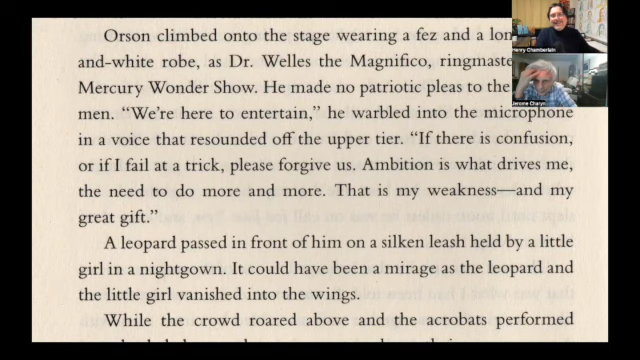 Orson climbed onto the stage wearing a fez and a lon
and-white robe, as Dr. Welles the Magnifico, ringmaste
Mercury Wonder Show. He made no patriotic pleas to the
men. “We’re here to entertain,” he warbled into the microphone
in a voice that resounded off the upper tier. “If there is confusion,
or if I fail at a trick, please forgive us. Ambition is what drives me,
the need to do more and more. That is my weakness—and my
great gift.”
A leopard passed in front of him on a silken leash held by a little
girl in a nightgown. It could have been a mirage as the leopard and
the little girl vanished into the wings.
While the crowd roared above and the acrobats performed
Henry Chamberlain
Jerome Charyn